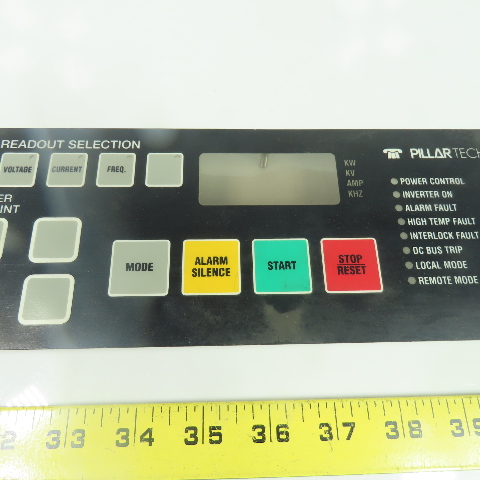 READOUT SELECTION
VOLTAGE
CURRENT
FREQ.
KW
KV
AMP
KHZ
PILLAR TECH
POWER CONTROL
INVERTER ON
ALARM FAULT
HIGH TEMP FAULT
INTERLOCK FAULT
DC BUS TRIP
LOCAL MODE
REMOTE MODE
ER
INT
MODE
ALARM
SILENCE
START
STOP
RESET
2 33 34 35 36 37 38 39